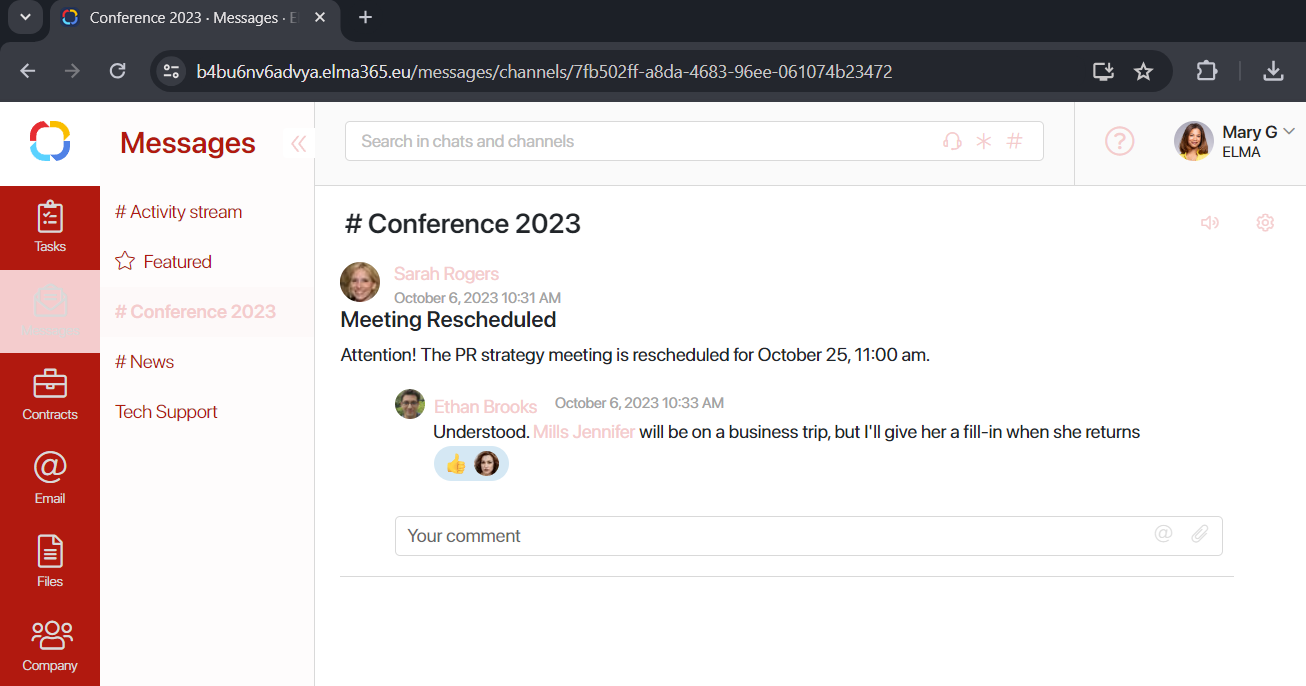 Conference 2023 · Messages · E
b4bu6nv6advya.elma365.eu/messages/channels/7fb502ff-a8da-4683-96ee-061074b23472
Messages
Search in chats and channels
Mary G
ELMA
Tasks
Messages
Contracts
Email
Files
Company
# Activity stream
Featured
# Conference 2023
# News
Tech Support
# Conference 2023
Sarah Rogers
October 6, 2023 10:31 AM
Meeting Rescheduled
Attention! The PR strategy meeting is rescheduled for October 25, 11:00 am.
Ethan Brooks October 6, 2023 10:33 AM
Understood. Mills Jennifer will be on a business trip, but I'll give her a fill-in when she returns
Your comment